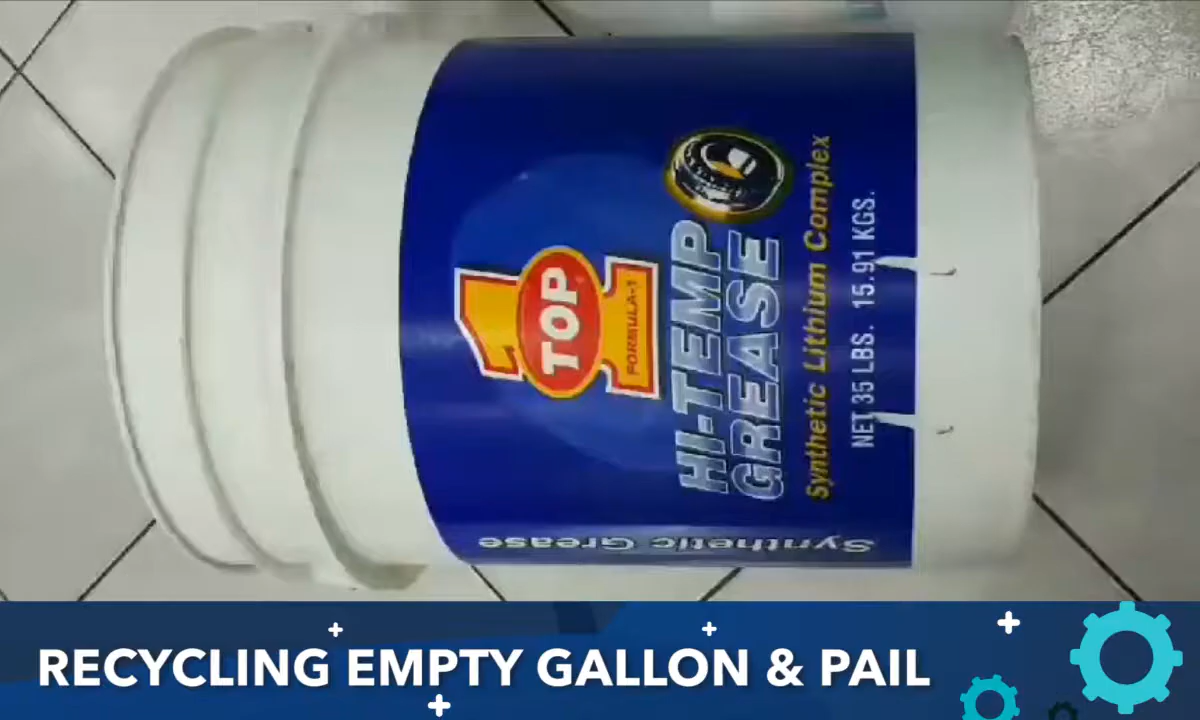 1
TOP
FORMULA-1
HI-TEMP
GREASE
Synthetic Lithium Complex
NET 35 LBS. 15.91 KGS.
Synthetic Grease
RECYCLING EMPTY GALLON & PAIL